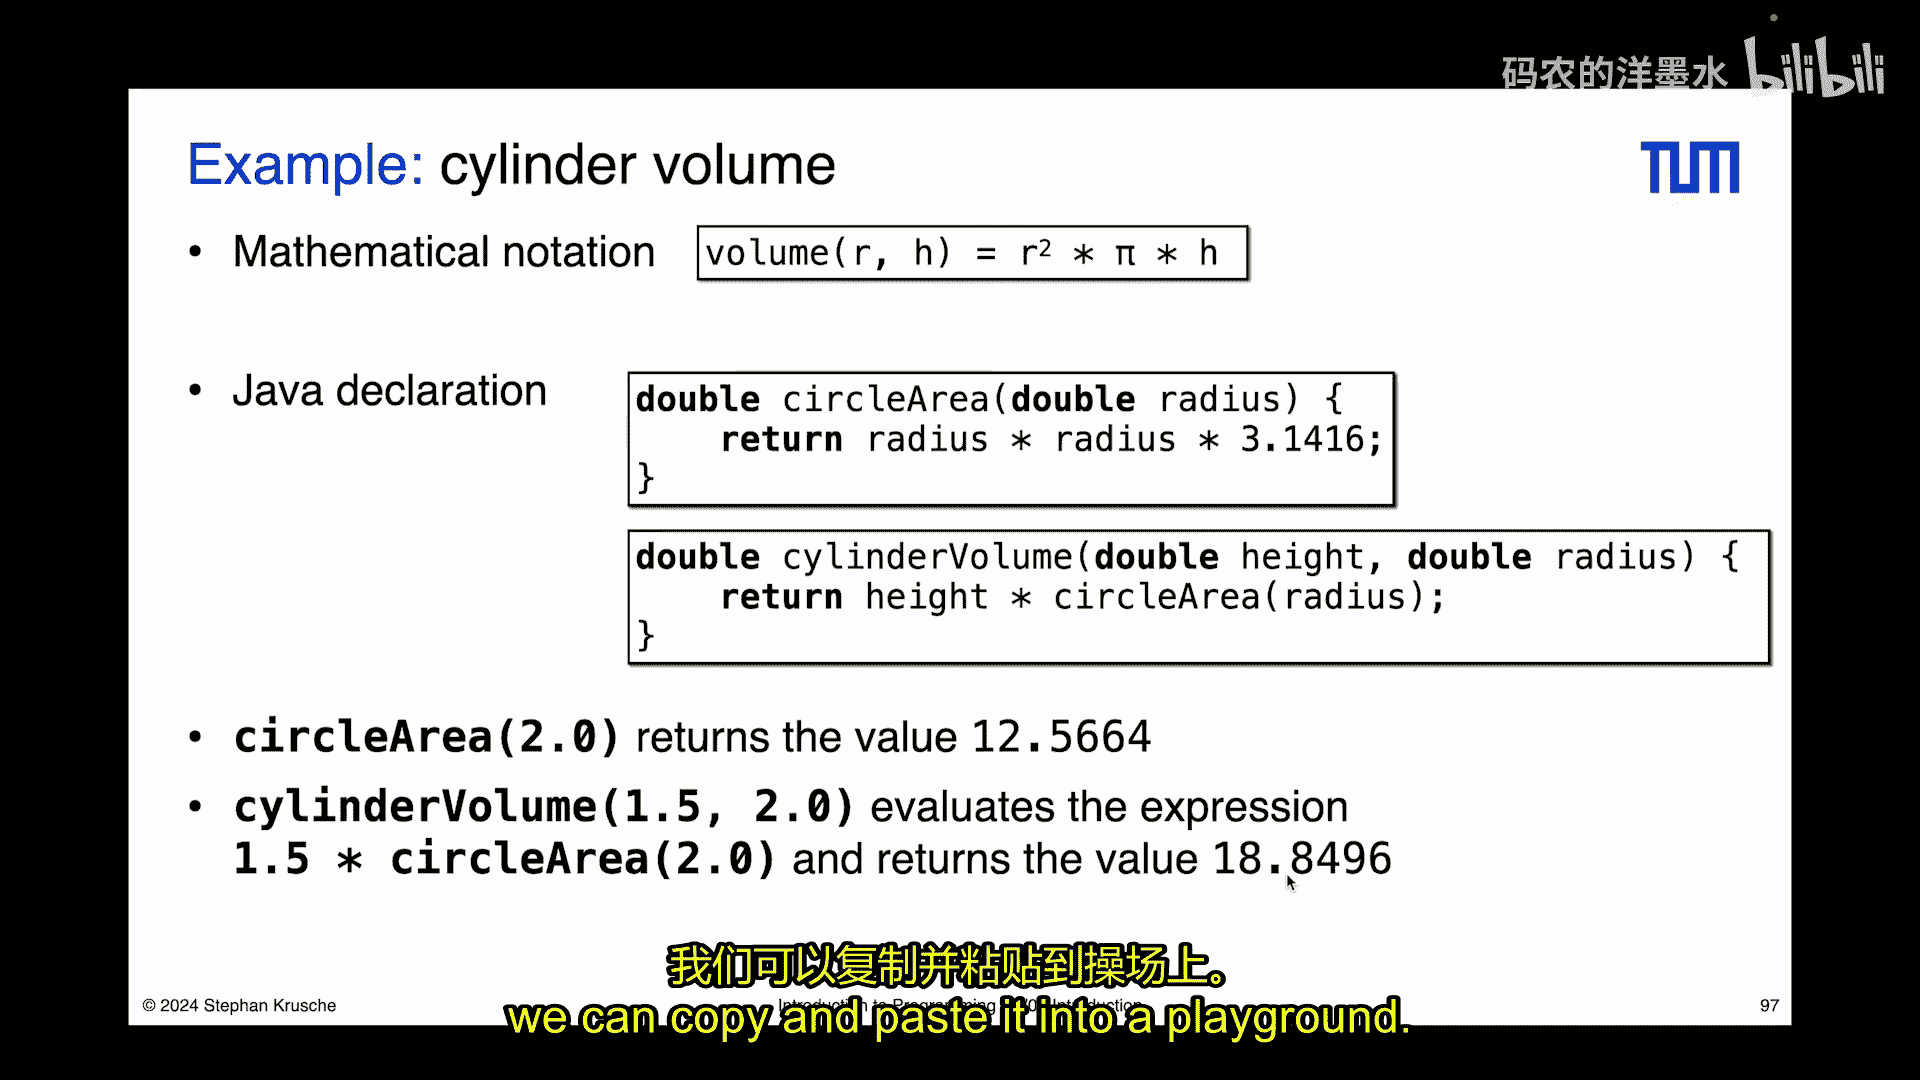 码农的洋墨水 bilibili
Example: cylinder volume
TUM
• Mathematical notation
volume(r, h) = r² * π * h
• Java declaration
double circleArea(double radius) {
return radius * radius * 3.1416;
}
double cylinderVolume(double height, double radius) {
return height * circleArea(radius);
}
• circleArea(2.0) returns the value 12.5664
• cylinderVolume(1.5, 2.0) evaluates the expression
1.5 * circleArea(2.0) and returns the value 18.8496
我们可以复制并粘贴到操场上。
© 2024 Stephan Krusche
Introduction to Programming
Introduction
97
we can copy and paste it into a playground.